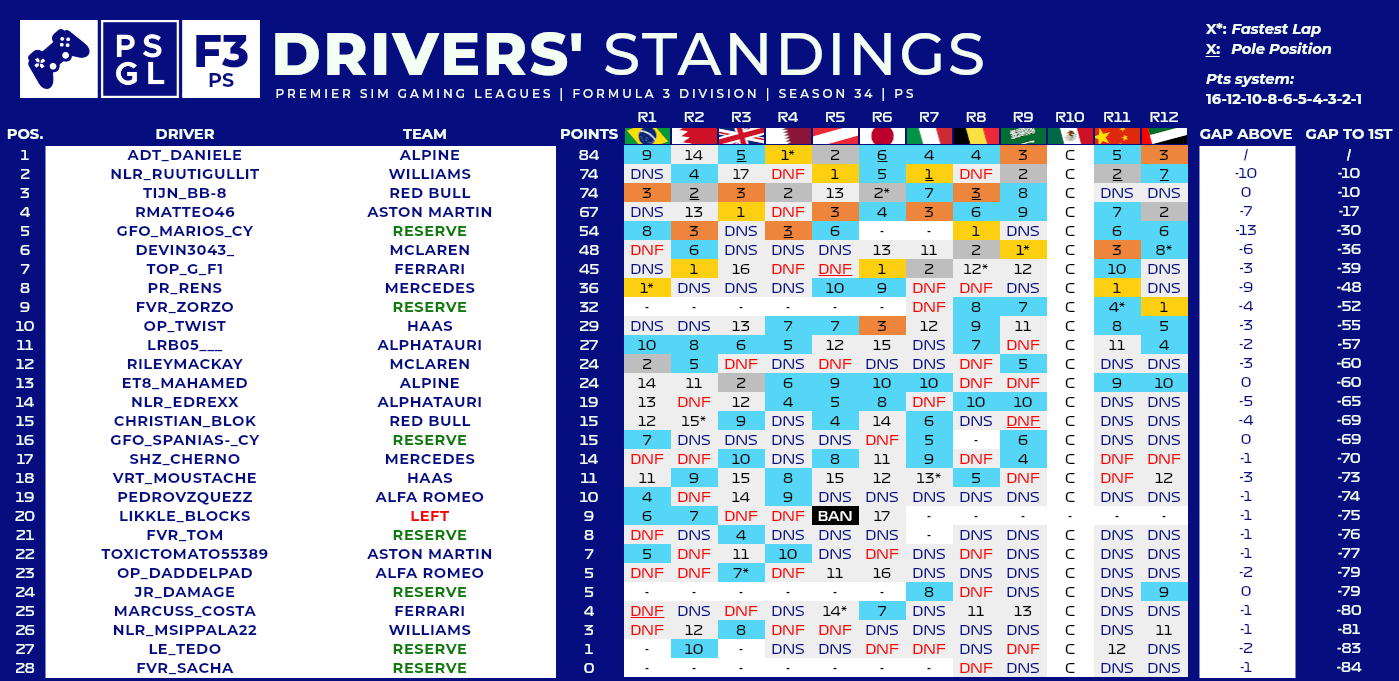 PS
GL
F3
PS
DRIVERS' STANDINGS
PREMIER SIM GAMING LEAGUES | FORMULA 3 DIVISION | SEASON 34 | PS
X*: Fastest Lap
X: Pole Position
Pts system:
16-12-10-8-6-5-4-3-2-1
R1 R2 R3 R4 R5 R6 R7 R8 R9 R10 R11 R12
POS. DRIVER TEAM POINTS GAP ABOVE GAP TO 1ST
1 ADT_DANIELE ALPINE 84 9 14 5 1* 2 6 4 4 3 C 5 3 / /
2 NLR_RUUTIGULLIT WILLIAMS 74 DNS 4 17 DNF 1 5 1 DNF 2 C 2 7 -10 -10
3 TIJN_BB-8 RED BULL 74 3 2 3 2 13 2* 7 3 8 C DNS DNS 0 -10
4 RMATTEO46 ASTON MARTIN 67 DNS 13 1 DNF 3 4 3 6 9 C 7 2 -7 -17
5 GFO_MARIOS_CY RESERVE 54 8 3 DNS 3 6 - - 1 DNS C 6 6 -13 -30
6 DEVIN3043_ MCLAREN 48 DNF 6 DNS DNS DNS 13 11 2 1* C 3 8* -6 -36
7 TOP_G_F1 FERRARI 45 DNS 1 16 DNF DNF 1 2 12* 12 C 10 DNS -3 -39
8 PR_RENS MERCEDES 36 1* DNS DNS DNS 10 9 DNF DNF DNS C 1 DNS -9 -48
9 FVR_ZORZO RESERVE 32 - - - - - - DNF 8 7 C 4* 1 -4 -52
10 OP_TWIST HAAS 29 DNS DNS 13 7 7 3 12 9 11 C 8 5 -3 -55
11 LRB05___ ALPHATAURI 27 10 8 6 5 12 15 DNS 7 DNF C 11 4 -2 -57
12 RILEYMACKAY MCLAREN 24 2 5 DNF DNS DNF DNS DNS DNF 5 C DNS DNS -3 -60
13 ET8_MAHAMED ALPINE 24 14 11 2 6 9 10 10 DNF DNF C 9 10 0 -60
14 NLR_EDREXX ALPHATAURI 19 13 DNF 12 4 5 8 DNF 10 10 C DNS DNS -5 -65
15 CHRISTIAN_BLOK RED BULL 15 12 15* 9 DNS 4 14 6 DNS DNF C DNS DNS -4 -69
16 GFO_SPANIAS-_CY RESERVE 15 7 DNS DNS DNS DNS DNF 5 - 6 C DNS DNS 0 -69
17 SHZ_CHERNO MERCEDES 14 DNF DNF 10 DNS 8 11 9 DNF 4 C DNF DNF -1 -70
18 VRT_MOUSTACHE HAAS 11 11 9 15 8 15 12 13* 5 DNF C DNF 12 -3 -73
19 PEDROVZQUEZZ ALFA ROMEO 10 4 DNF 14 9 DNS DNS DNS DNS DNS C DNS DNS -1 -74
20 LIKKLE_BLOCKS LEFT 9 6 7 DNF DNF BAN 17 - - - - - - -1 -75
21 FVR_TOM RESERVE 8 DNF DNS 4 DNS DNS DNS - DNS DNS C DNS DNS -1 -76
22 TOXICTOMATO55389 ASTON MARTIN 7 5 DNF 11 10 DNS DNF DNS DNF DNS C DNS DNS -1 -77
23 OP_DADDELPAD ALFA ROMEO 5 DNF DNF 7* DNF 11 16 DNS DNS DNS C DNS DNS -2 -79
24 JR_DAMAGE RESERVE 5 - - - - - - 8 DNF DNS C DNS 9 0 -79
25 MARCUSS_COSTA FERRARI 4 DNF DNS DNF DNS 14* 7 DNS 11 13 C DNS DNS -1 -80
26 NLR_MSIPPALA22 WILLIAMS 3 DNF 12 8 DNF DNF DNS DNS DNS DNS C DNS 11 -1 -81
27 LE_TEDO RESERVE 1 - 10 - DNS DNS DNF DNF DNS DNF C 12 DNS -2 -83
28 FVR_SACHA RESERVE 0 - - - - - - - DNF DNS C DNS DNS -1 -84